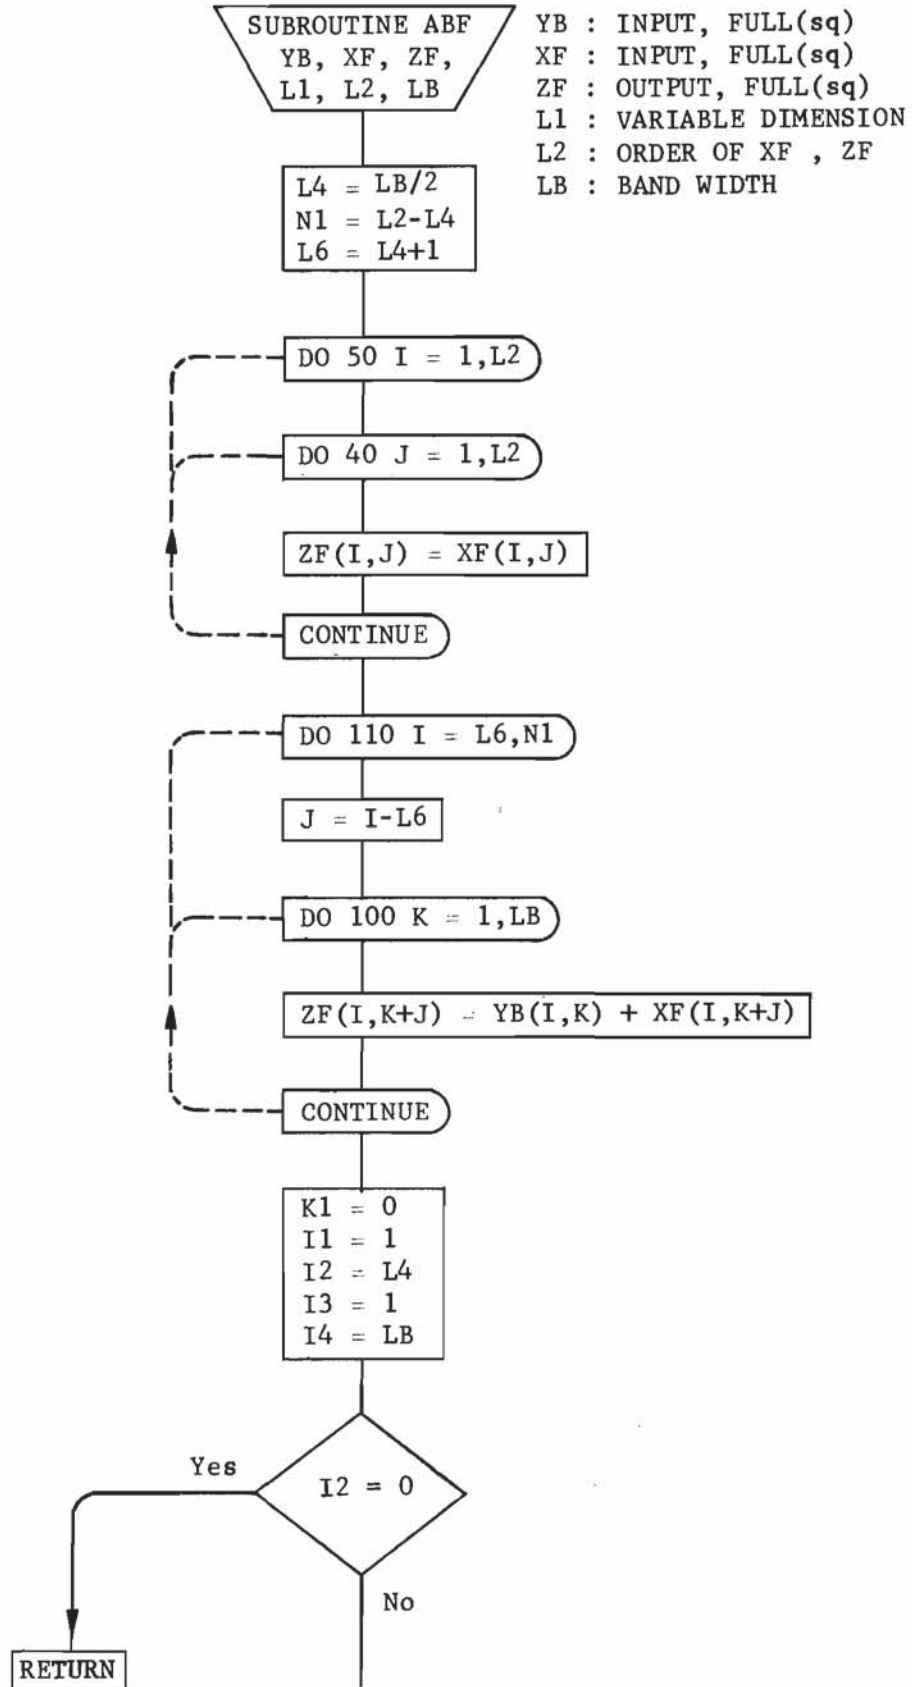 SUBROUTINE ABF
YB, XF, ZF,
L1, L2, LB
YB : INPUT, FULL(sq)
XF : INPUT, FULL(sq)
ZF : OUTPUT, FULL(sq)
L1 : VARIABLE DIMENSION
L2 : ORDER OF XF , ZF
LB : BAND WIDTH
L4 = LB/2
N1 = L2-L4
L6 = L4+1
DO 50 I = 1,L2
DO 40 J = 1,L2
ZF(I,J) = XF(I,J)
CONTINUE
DO 110 I = L6,N1
J = I-L6
DO 100 K = 1,LB
ZF(I,K+J) = YB(I,K) + XF(I,K+J)
CONTINUE
K1 = 0
I1 = 1
I2 = L4
I3 = 1
I4 = LB
I2 = 0
Yes
No
RETURN